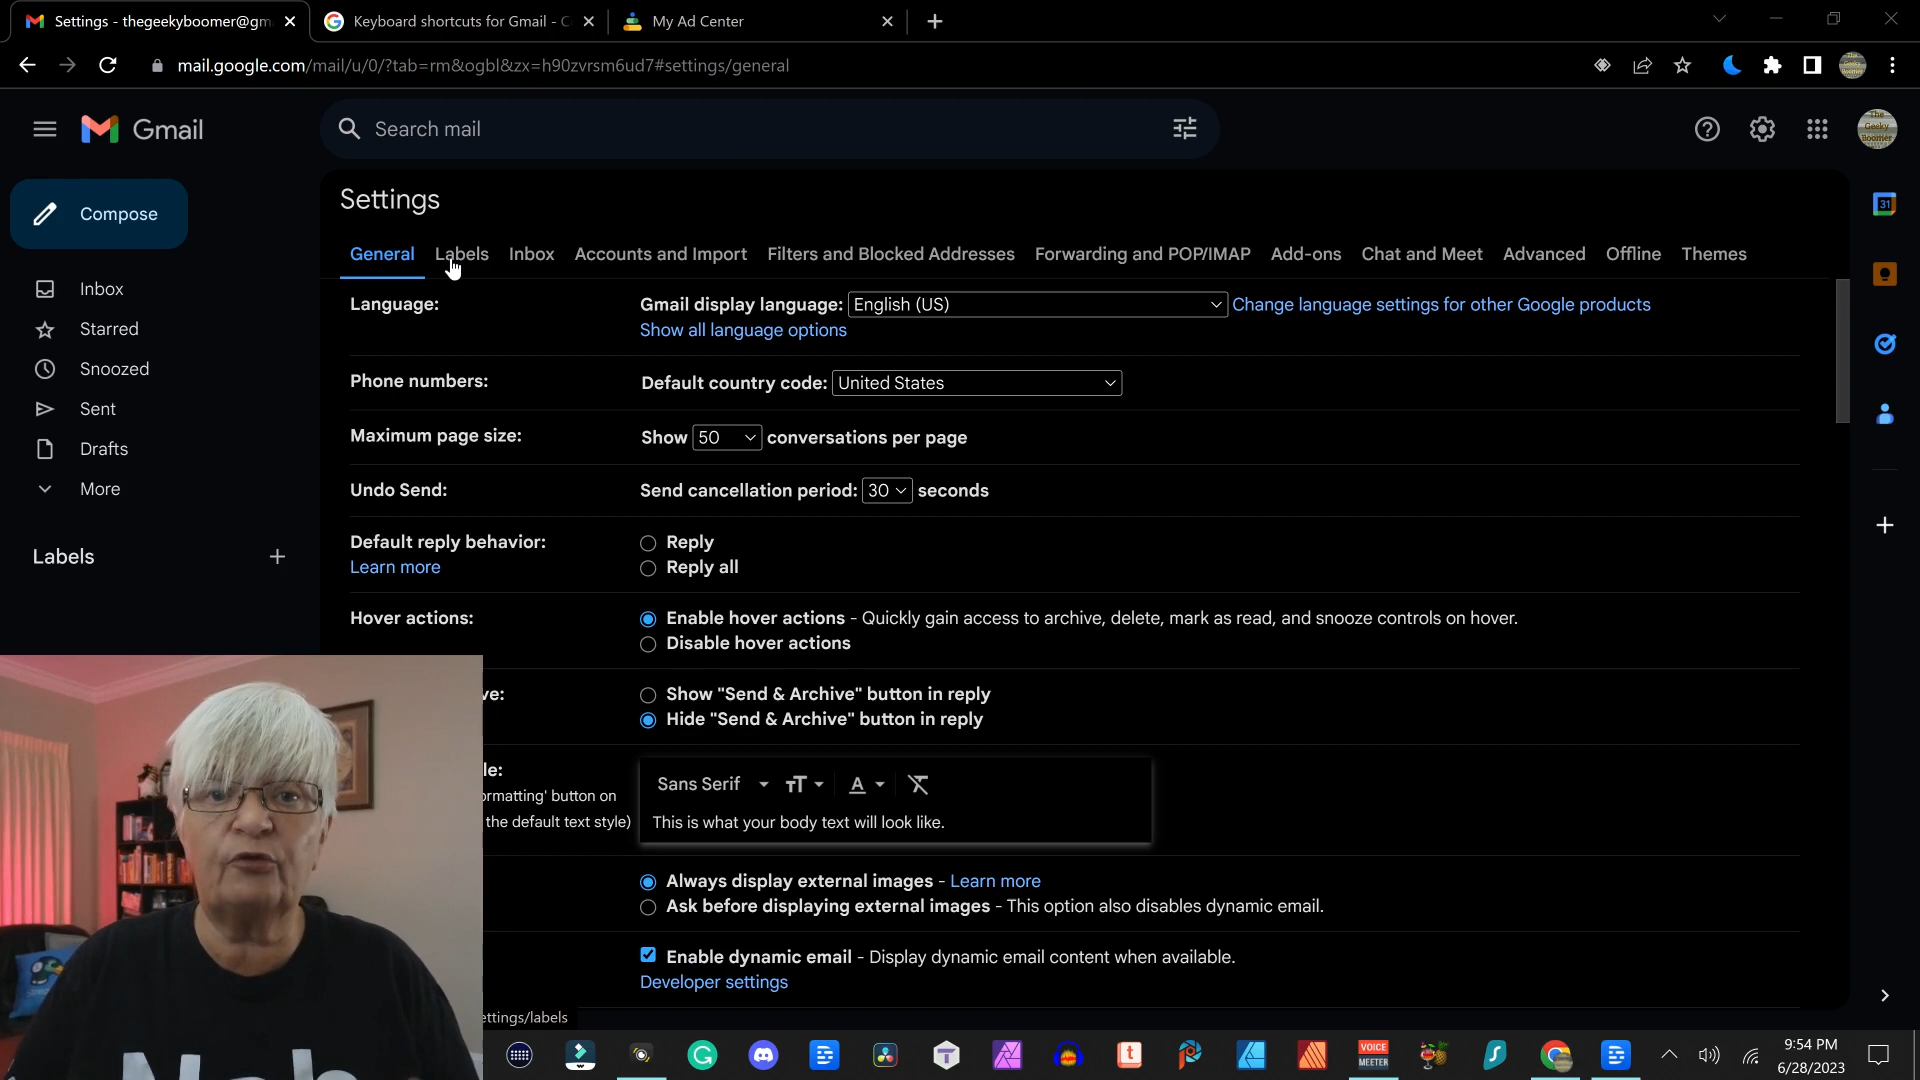 Settings - thegeekyboomer@gm
Keyboard shortcuts for Gmail - C
My Ad Center
mail.google.com/mail/u/0/?tab=rm&ogbl&zx=h90zvrsm6ud7#settings/general
Gmail
Search mail
The
Geeky
Boomer
Compose
Settings
General Labels Inbox Accounts and Import Filters and Blocked Addresses Forwarding and POP/IMAP Add-ons Chat and Meet Advanced Offline Themes
31
Inbox
Starred
Snoozed
Sent
Drafts
More
Labels
Language:
Gmail display language: English (US) Change language settings for other Google products
Show all language options
Phone numbers:
Default country code: United States
Maximum page size:
Show 50 conversations per page
Undo Send:
Send cancellation period: 30 seconds
Default reply behavior:
Learn more
Reply
Reply all
Hover actions:
Enable hover actions - Quickly gain access to archive, delete, mark as read, and snooze controls on hover.
Disable hover actions
ve:
Show "Send & Archive" button in reply
Hide "Send & Archive" button in reply
le:
ormatting' button on
the default text style)
Sans Serif
This is what your body text will look like.
Always display external images - Learn more
Ask before displaying external images - This option also disables dynamic email.
Enable dynamic email - Display dynamic email content when available.
Developer settings
ettings/labels
VOICE
MEETER
9:54 PM
6/28/2023